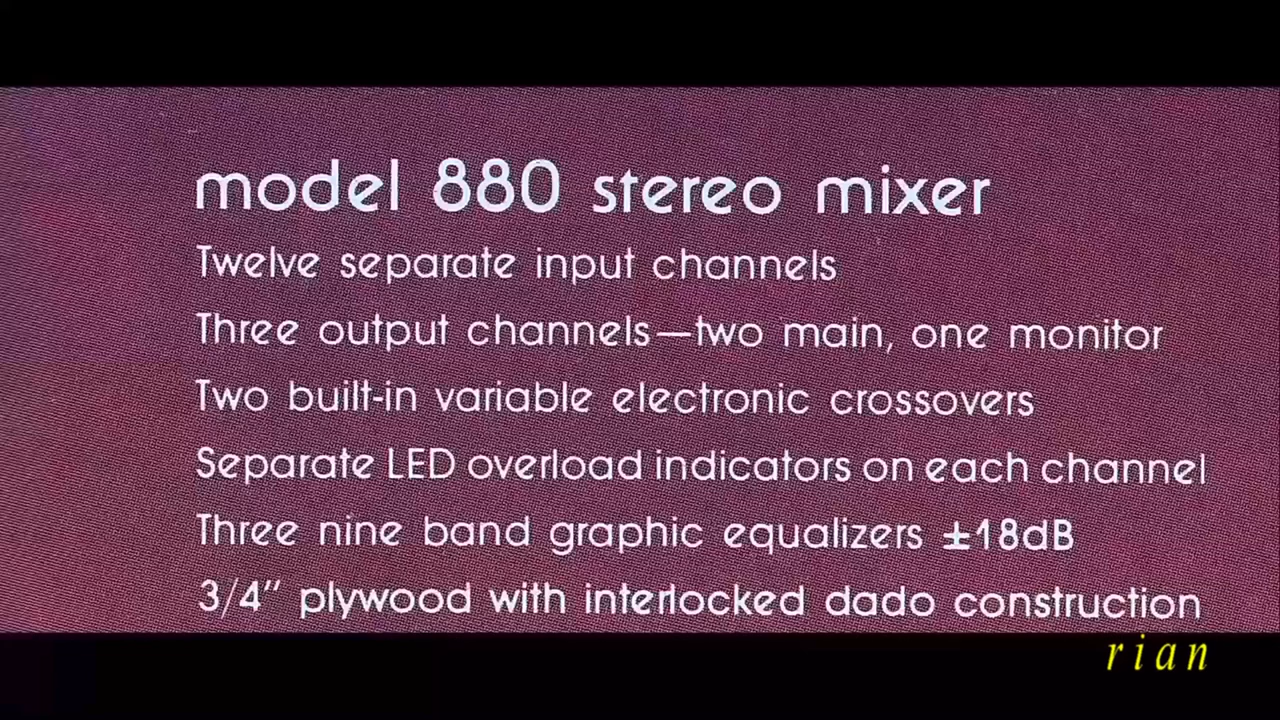 model 880 stereo mixer
Twelve separate input channels
Three output channels—two main, one monitor
Two built-in variable electronic crossovers
Separate LED overload indicators on each channel
Three nine band graphic equalizers ±18dB
3/4" plywood with interlocked dado construction
rian